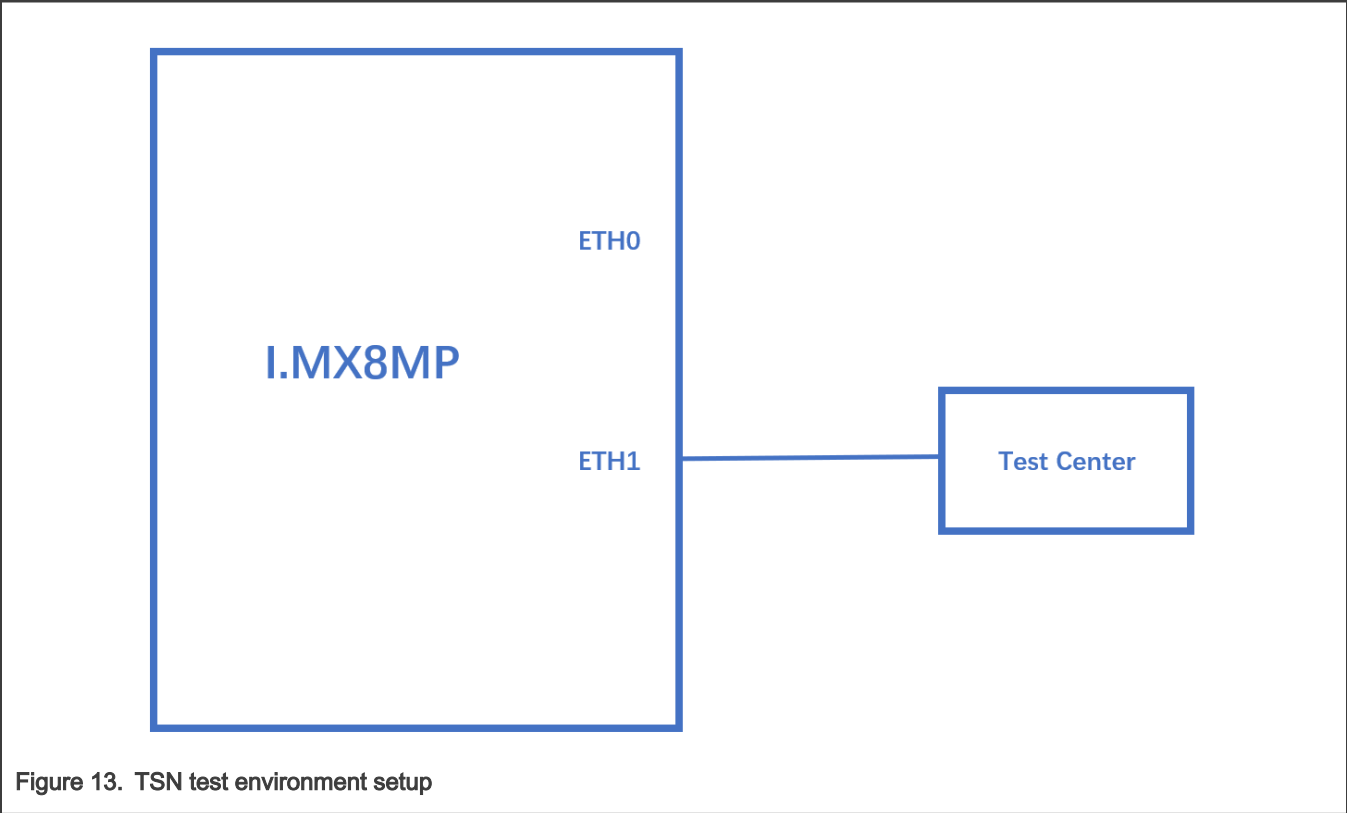 ETH0
I.MX8MP
ETH1
Test Center
Figure 13. TSN test environment setup